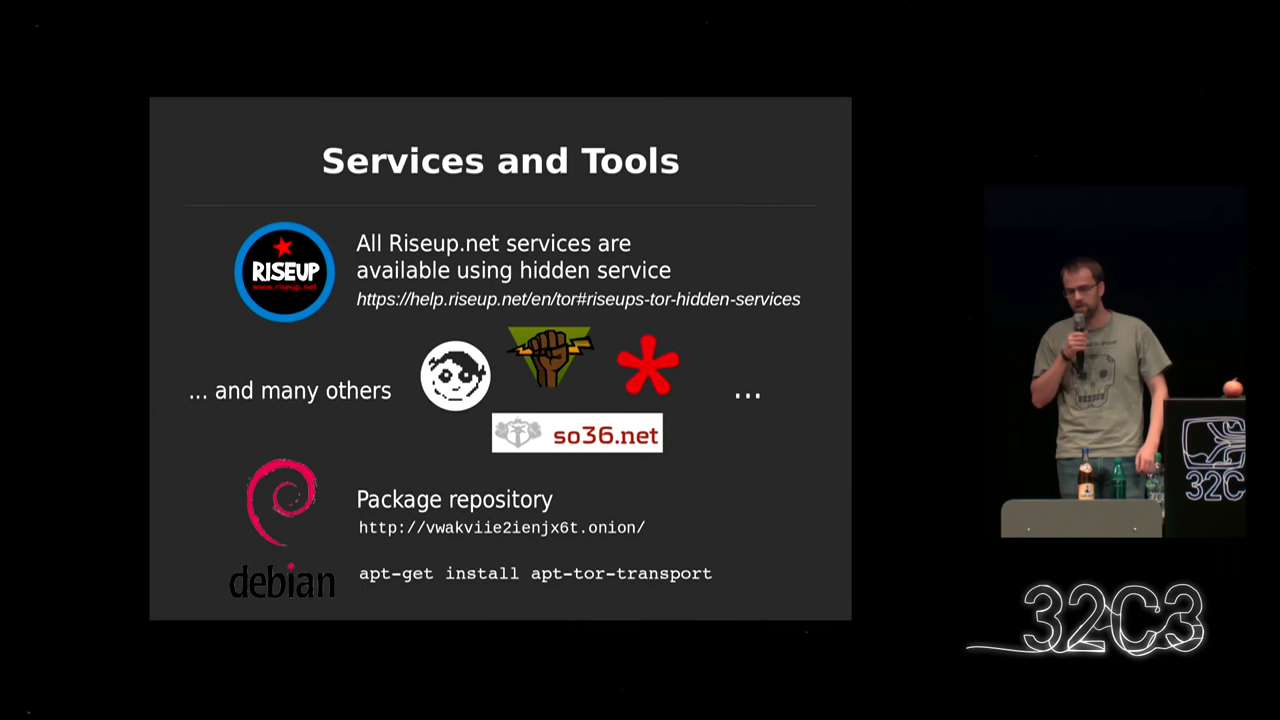 Services and Tools
RISEUP
www.riseup.net
All Riseup.net services are
available using hidden service
https://help.riseup.net/en/tor#riseups-tor-hidden-services
... and many others
...
so36.net
Package repository
http://vwakviie2ienjx6t.onion/
debian
apt-get install apt-tor-transport
32C
32C3